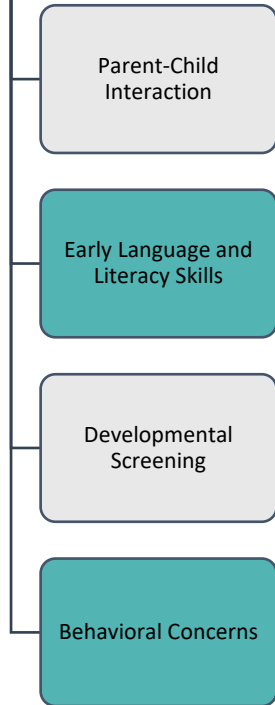 Parent-Child
Interaction
Early Language and
Literacy Skills
Developmental
Screening
Behavioral Concerns